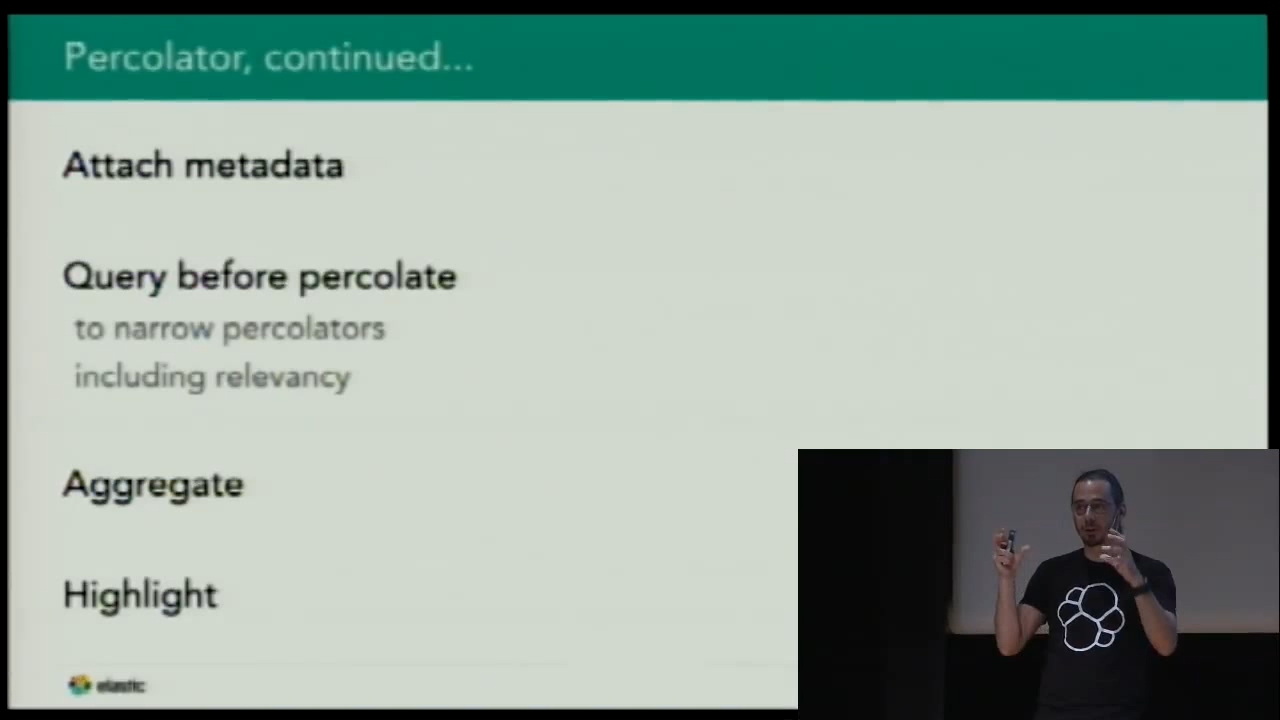 Percolator, continued...
Attach metadata
Query before percolate
to narrow percolators
including relevancy
Aggregate
Highlight
elastic